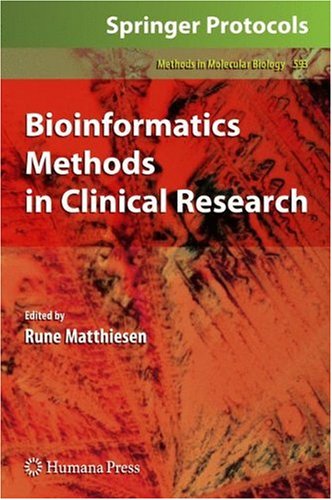 Springer Protocols
Methods in Molecular Biology 593
Bioinformatics
Methods
in Clinical Research
Edited by
Rune Matthiesen
Humana Press